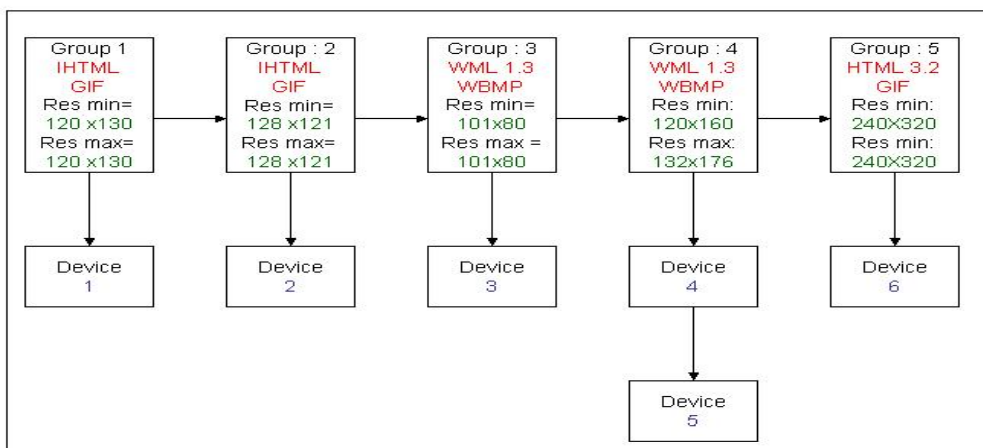 Group 1
IHTML
GIF
Res min=
120 x130
Res max=
120 x130
Group : 2
IHTML
GIF
Res min=
128 x121
Res max=
128 x121
Group : 3
WML 1.3
WBMP
Res min=
101x80
Res max =
101x80
Group : 4
WML 1.3
WBMP
Res min:
120x160
Res max:
132x176
Group : 5
HTML 3.2
GIF
Res min:
240X320
Res min:
240X320
Device
1
Device
2
Device
3
Device
4
Device
6
Device
5